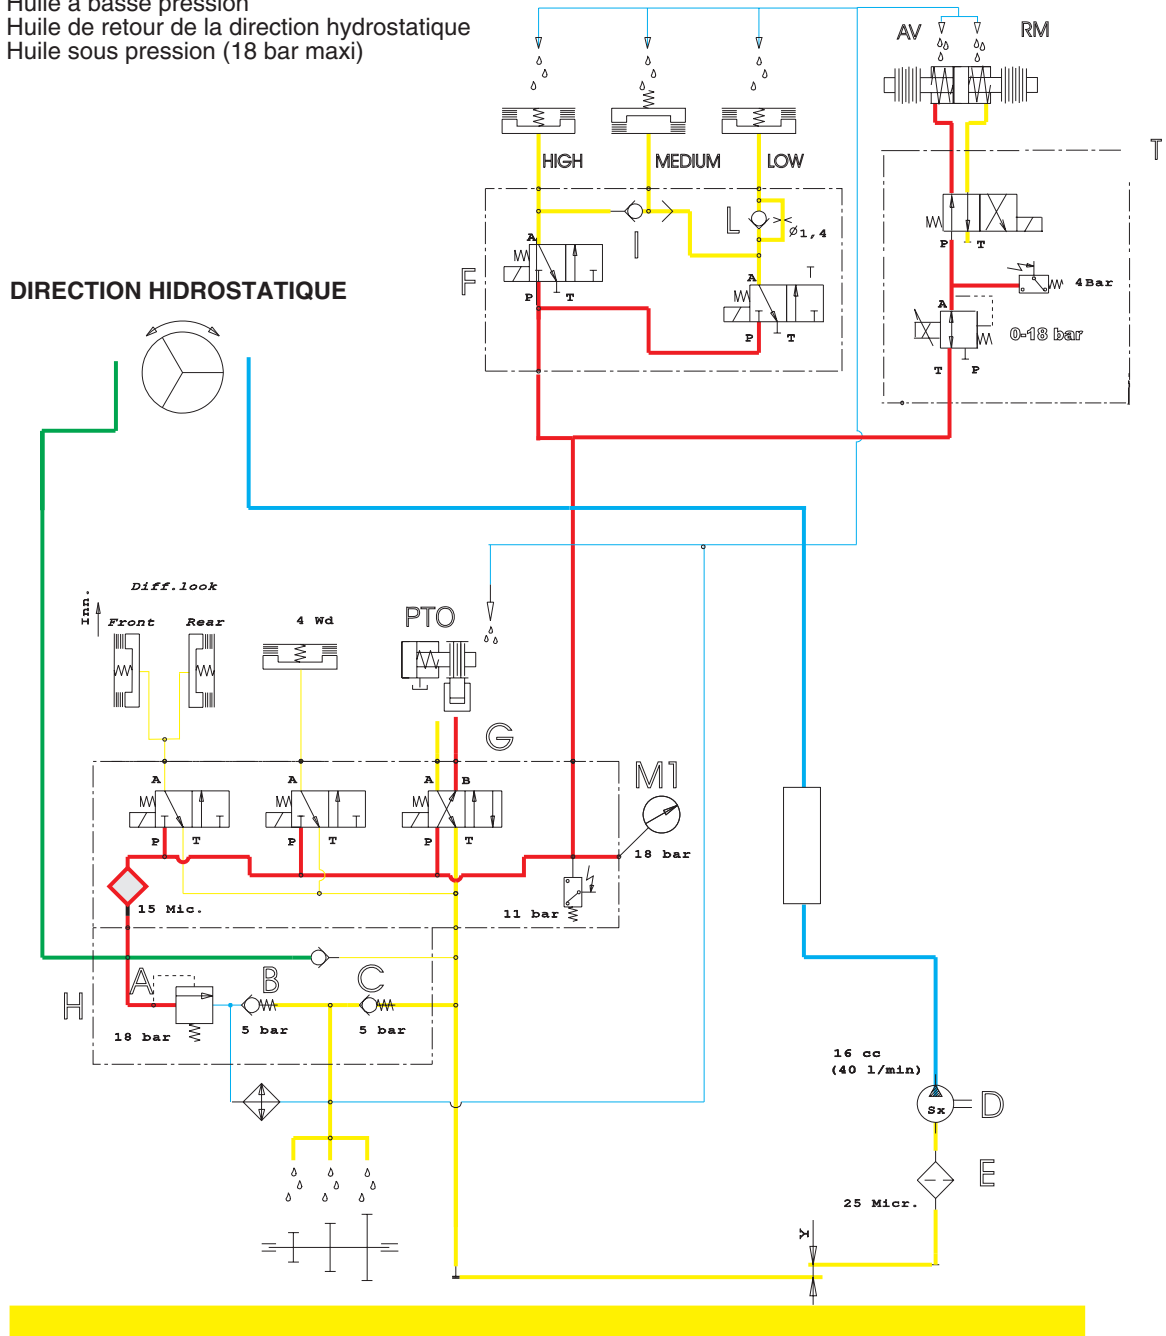 Huile à basse pression
Huile de retour de la direction hydrostatique
Huile sous pression (18 bar maxi)
AV
RM
T
HIGH
MEDIUM
LOW
I
L
ø1,4
F
A
P
T
A
T
P
T
P
T
4Bar
A
0-18 bar
T
P
DIRECTION HIDROSTATIQUE
Diff.look
Inn.
Front
Rear
4 Wd
PTO
G
M1
A
A
A
B
P
T
P
T
P
T
18 bar
15 Mic.
11 bar
A
B
C
H
18 bar
5 bar
5 bar
16 cc
(40 l/min)
Sx
D
E
25 Micr.
Y